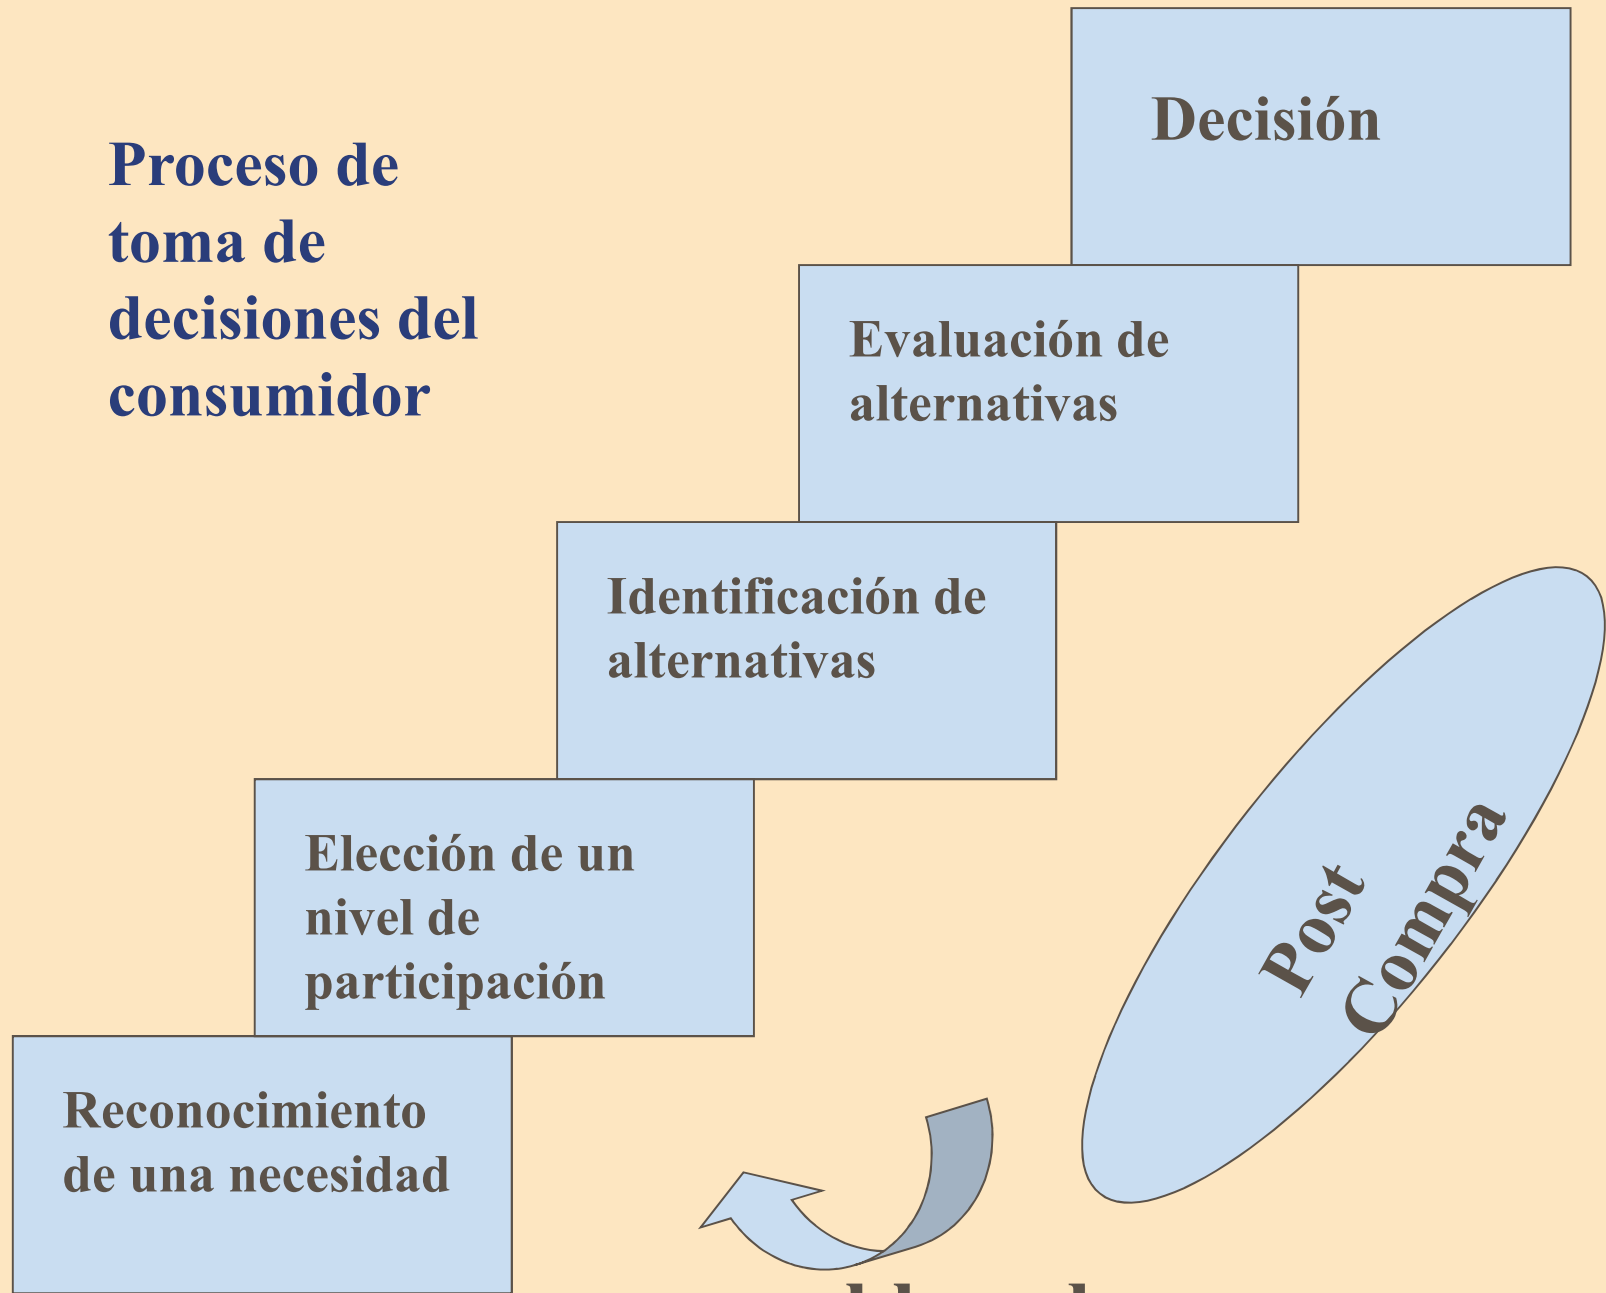 Proceso de
toma de
decisiones del
consumidor
Decisión
Evaluación de
alternativas
Identificación de
alternativas
Elección de un
nivel de
participación
Reconocimiento
de una necesidad
Post
Compra